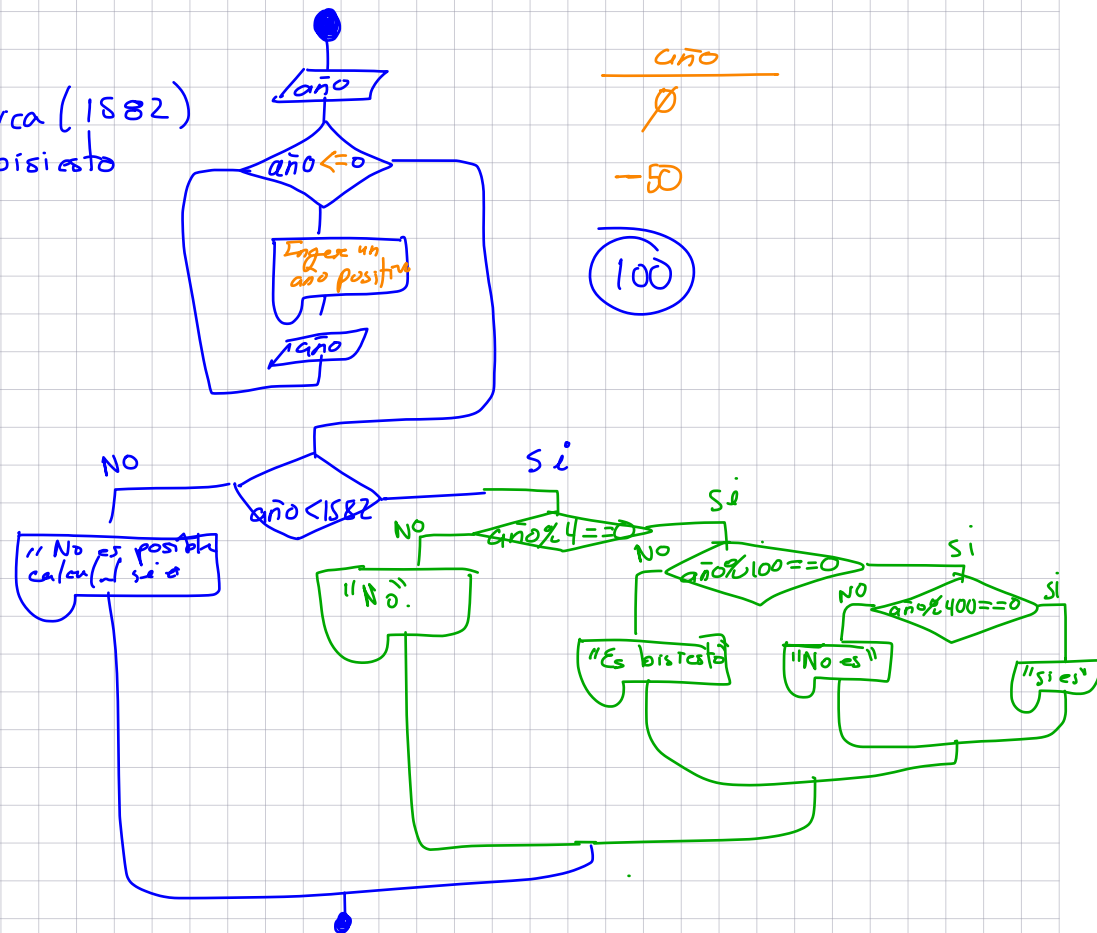 año
año
rca (1582)
∅
año <= 0
bisiesto
-50
un
año positiv
100
año
NO
Si
año < 1582
Si
NO
año % 4 == 0
Si
"No es posible
NO
año % 100 == 0
"No".
NO
año % 400 == 0
Si
"Es bisiesto"
"No es"
"si es"